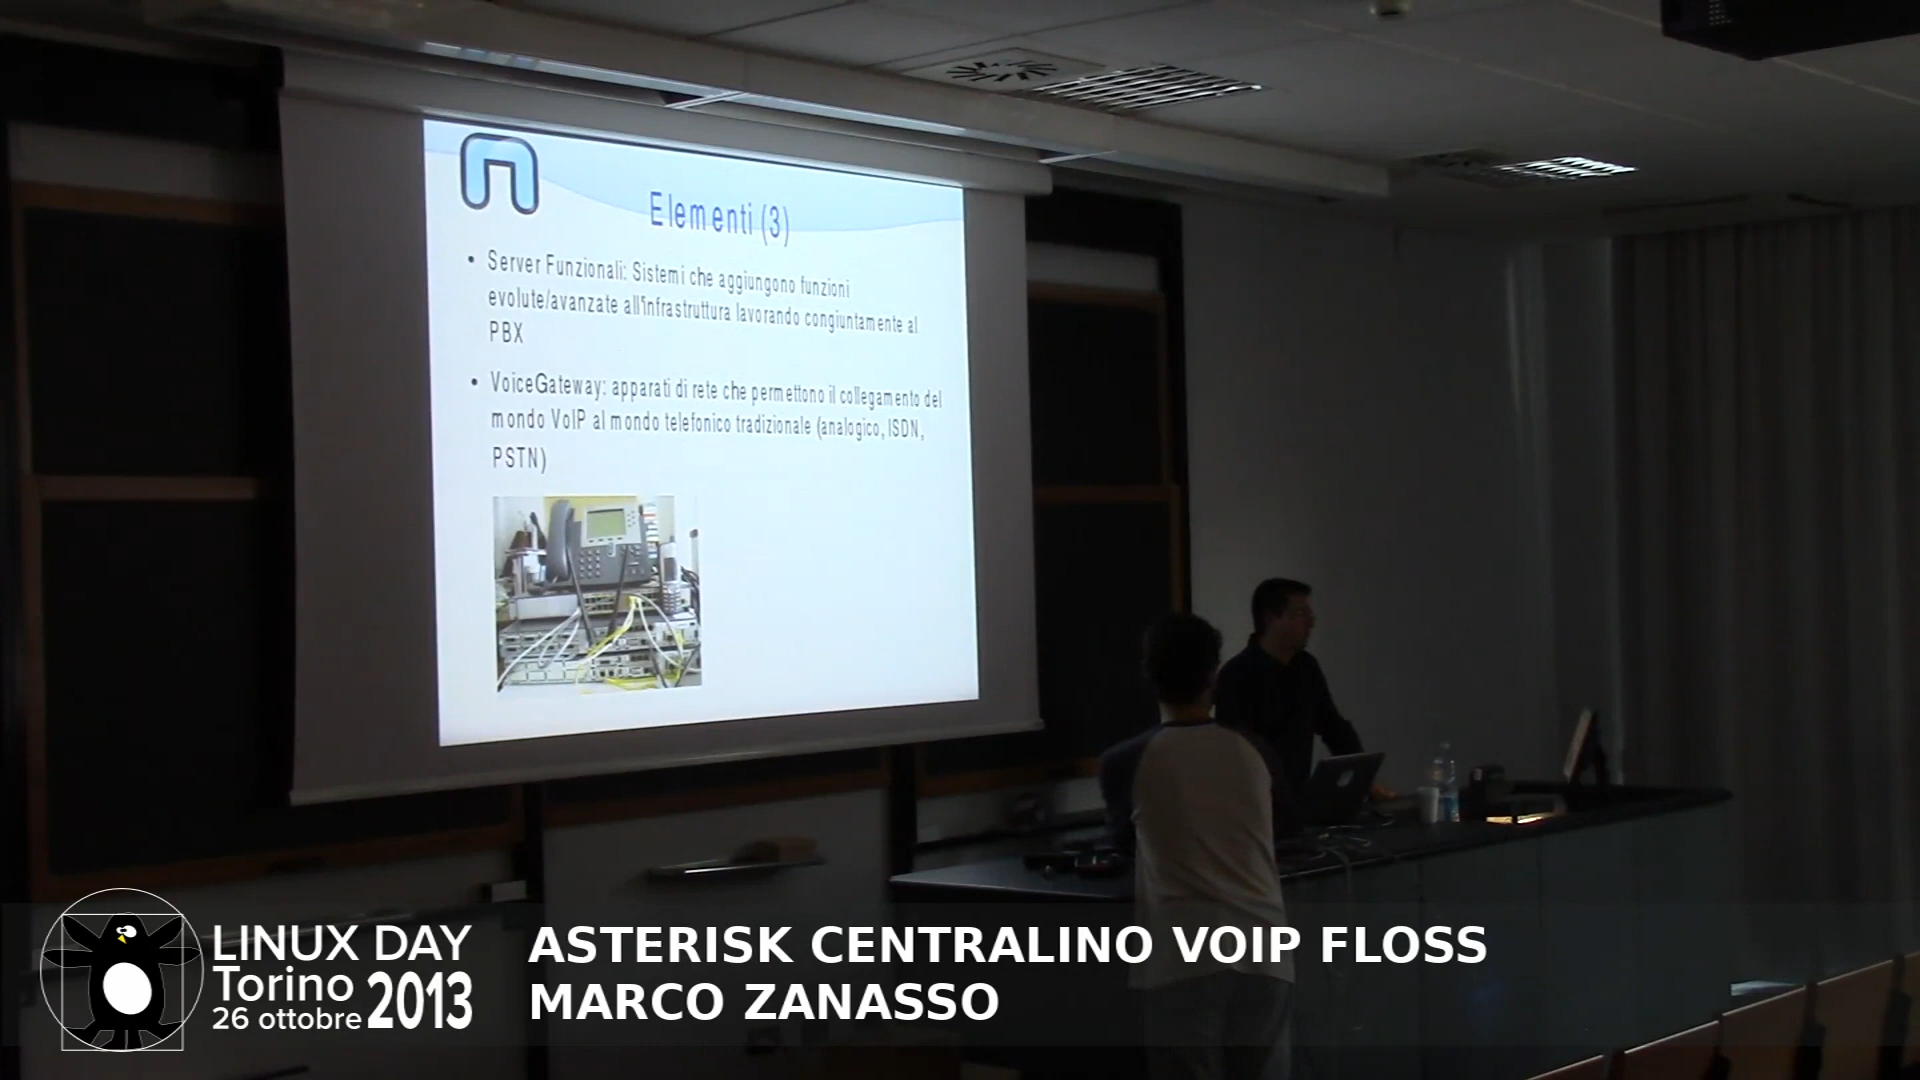 Elementi (3)
• Server Funzionali: Sistemi che aggiungono funzioni
evolute/avanzate all'infrastruttura lavorando congiuntamente al
PBX
• VoiceGateway: apparati di rete che permettono il collegamento del
mondo VoIP al mondo telefonico tradizionale (analogico, ISDN,
PSTN)
LINUX DAY
Torino
26 ottobre 2013
ASTERISK CENTRALINO VOIP FLOSS
MARCO ZANASSO